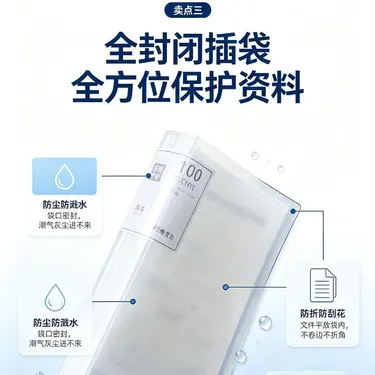 卖点三
全封闭插袋
全方位保护资料
100
A4
防尘防溅水
袋口密封，
潮气灰尘进不来
防尘防溅水
袋口密封，
潮气灰尘进不来
防折防刮花
文件平放袋内，
不卷边不折角